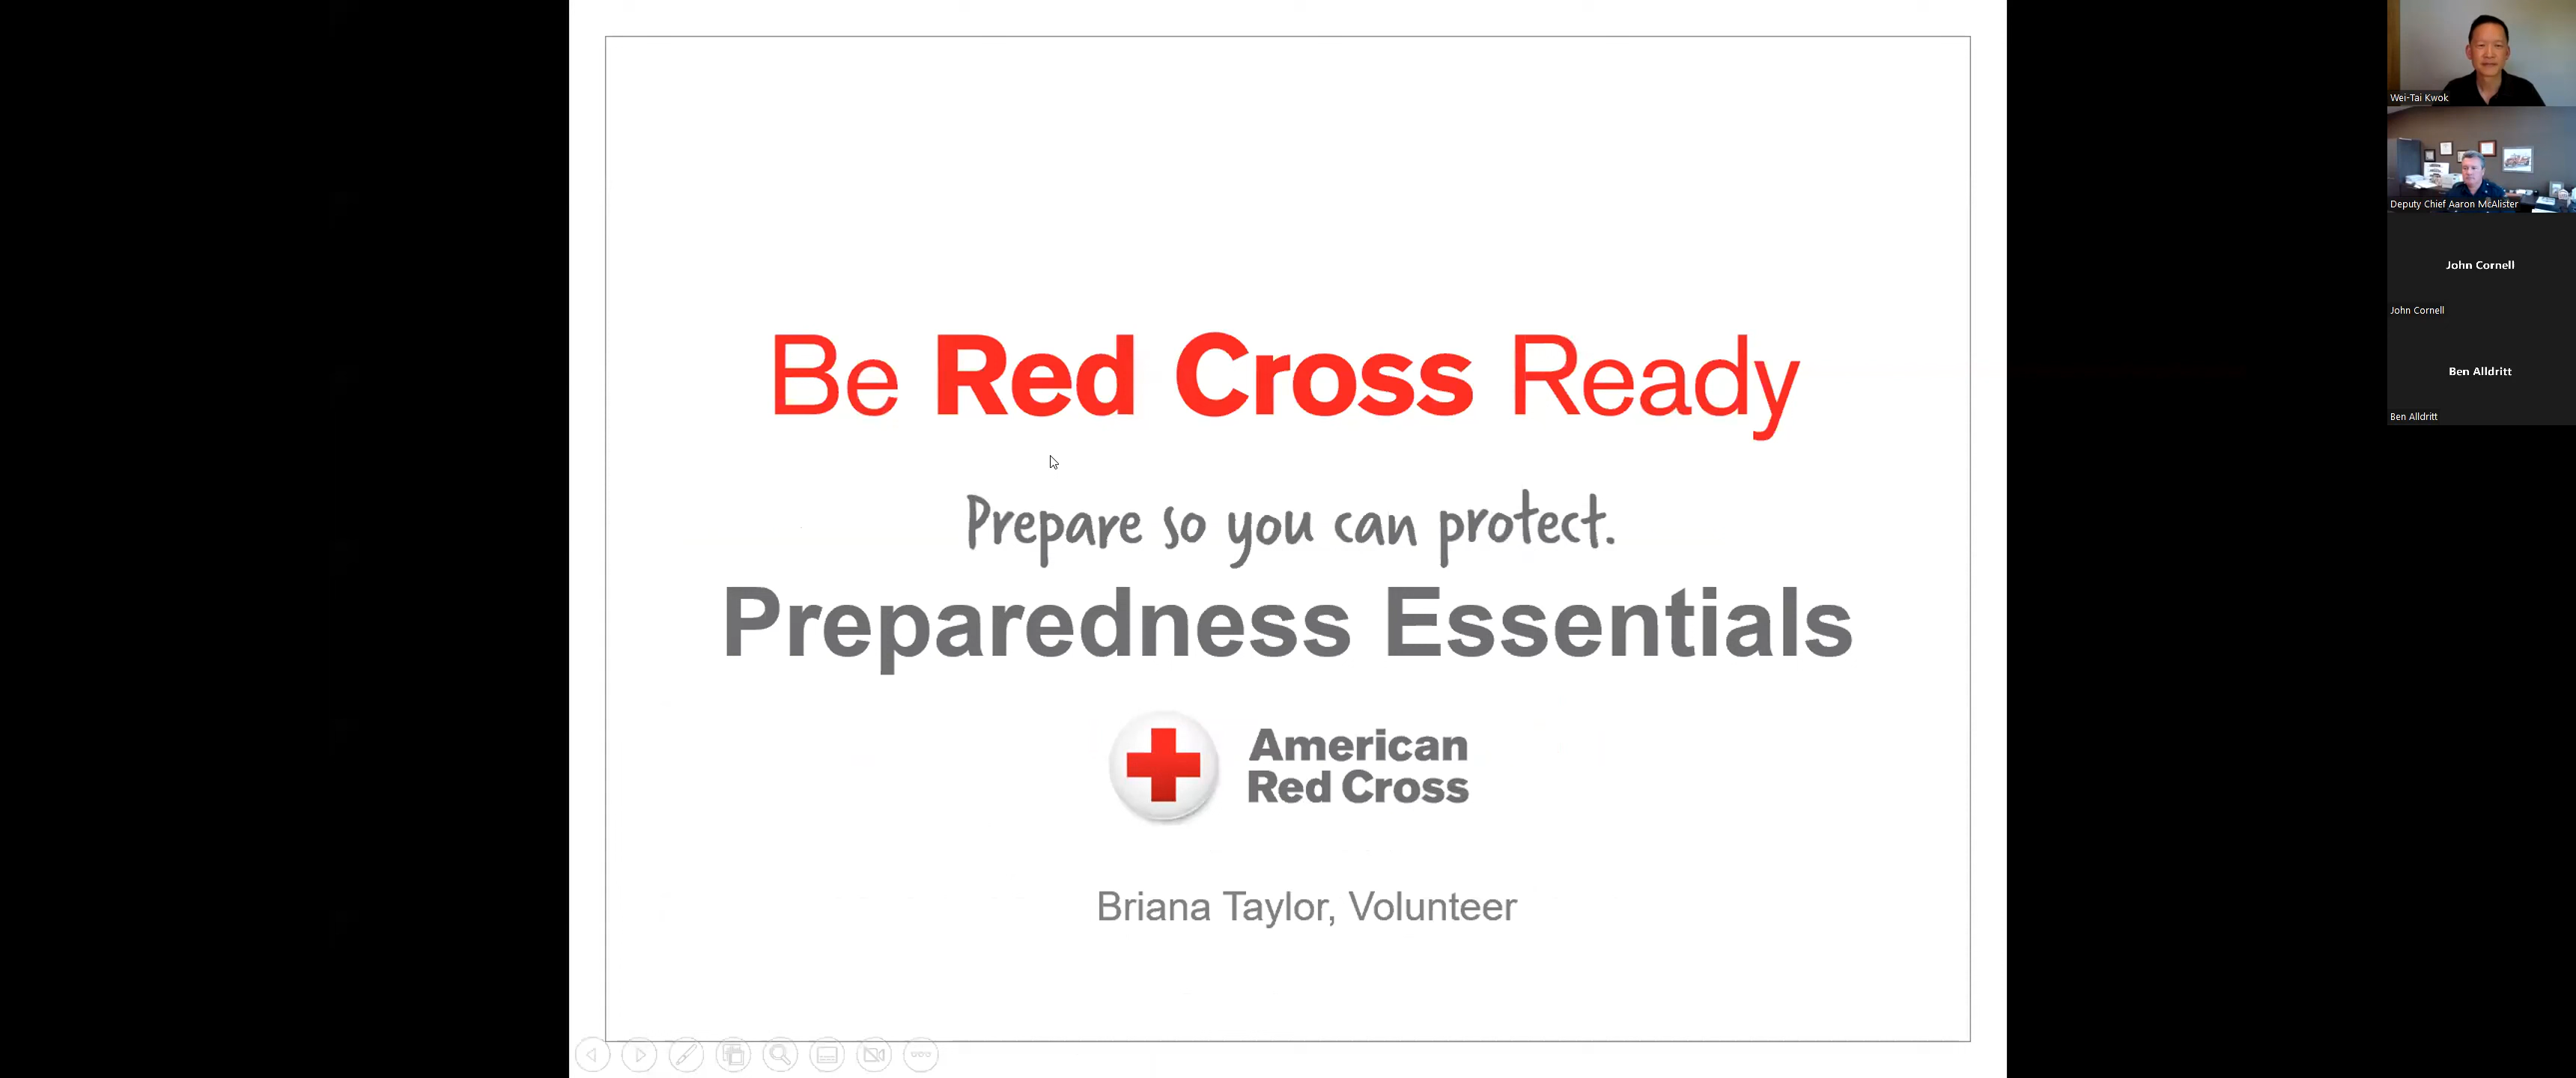 Be Red Cross Ready
Prepare so you can protect.
Preparedness Essentials
American
Red Cross
Briana Taylor, Volunteer
Wei-Tai Kwok
Deputy Chief Aaron McAlister
John Cornell
John Cornell
Ben Alldritt
Ben Alldritt